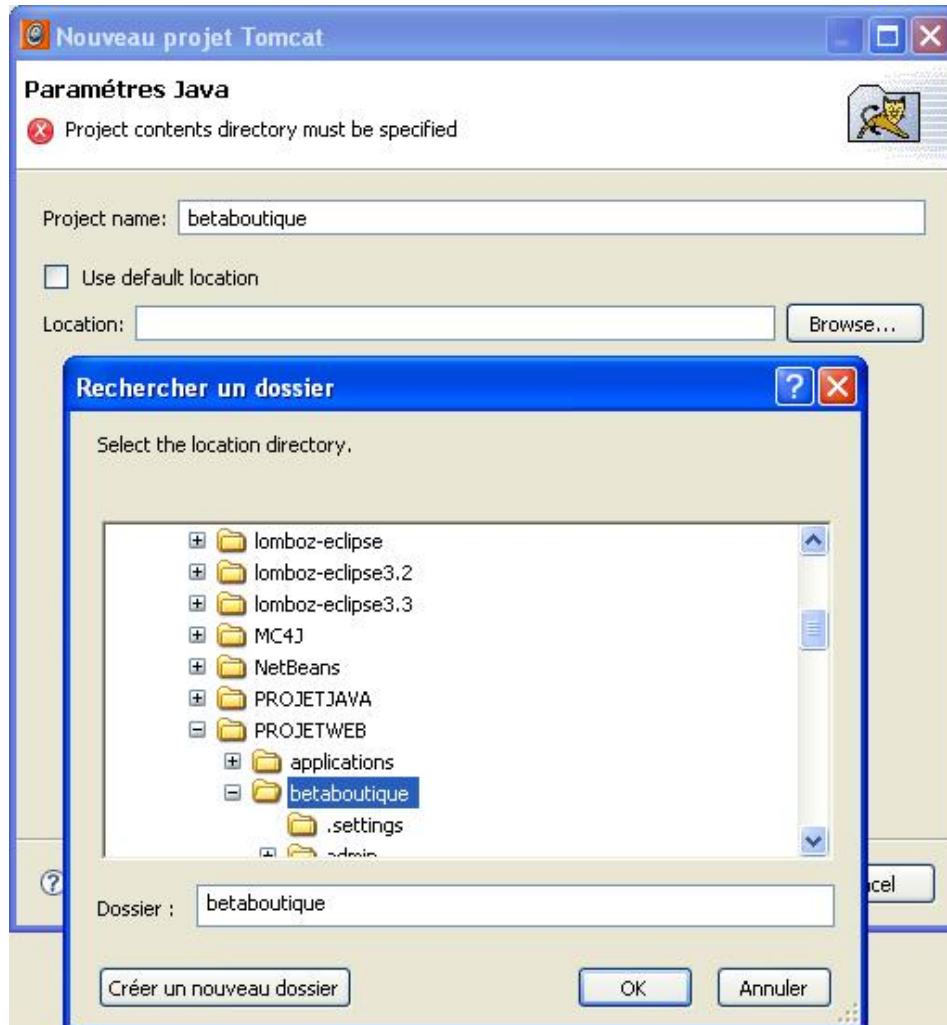 Nouveau projet Tomcat
Paramétres Java
Project contents directory must be specified
Project name: betaboutique
Use default location
Location: Browse...
Rechercher un dossier
Select the location directory.
lomboz-eclipse
lomboz-eclipse3.2
lomboz-eclipse3.3
MC4J
NetBeans
PROJETJAVA
PROJETWEB
applications
betaboutique
.settings
admin
Dossier : betaboutique
cel
Créer un nouveau dossier OK Annuler